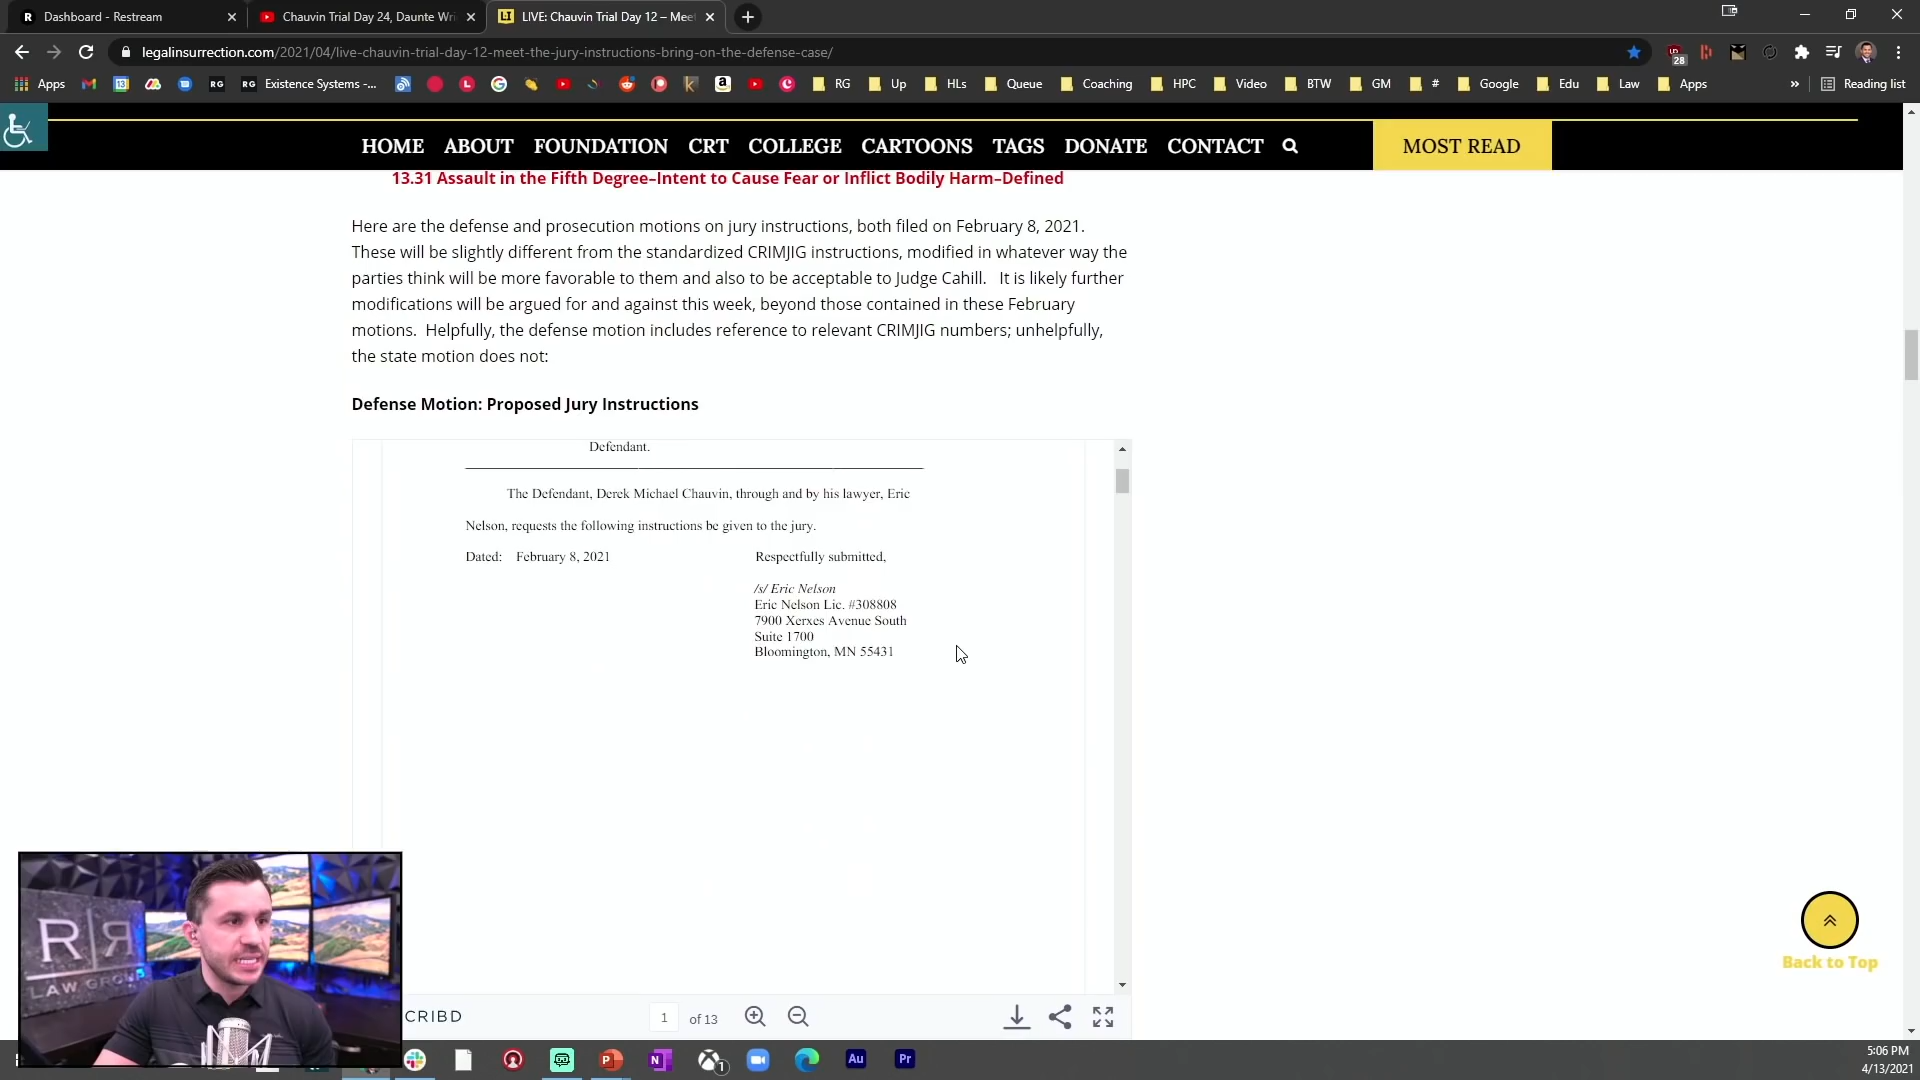 Dashboard - Restream
Chauvin Trial Day 24, Daunte Wri
LIVE: Chauvin Trial Day 12 – Meet
legalinsurrection.com/2021/04/live-chauvin-trial-day-12-meet-the-jury-instructions-bring-on-the-defense-case/
28
Apps
RG Existence Systems -...
RG
Up
HLs
Queue
Coaching
HPC
Video
BTW
GM
#
Google
Edu
Law
Apps
Reading list
HOME ABOUT FOUNDATION CRT COLLEGE CARTOONS TAGS DONATE CONTACT
MOST READ
13.31 Assault in the Fifth Degree–Intent to Cause Fear or Inflict Bodily Harm–Defined
Here are the defense and prosecution motions on jury instructions, both filed on February 8, 2021.
These will be slightly different from the standardized CRIMJIG instructions, modified in whatever way the
parties think will be more favorable to them and also to be acceptable to Judge Cahill. It is likely further
modifications will be argued for and against this week, beyond those contained in these February
motions. Helpfully, the defense motion includes reference to relevant CRIMJIG numbers; unhelpfully,
the state motion does not:
Defense Motion: Proposed Jury Instructions
Defendant.
The Defendant, Derek Michael Chauvin, through and by his lawyer, Eric
Nelson, requests the following instructions be given to the jury.
Dated: February 8, 2021
Respectfully submitted,
/s/ Eric Nelson
Eric Nelson Lic. #308808
7900 Xerxes Avenue South
Suite 1700
Bloomington, MN 55431
Back to Top
R|R
LAW GROUP
CRIBD
1 of 13
5:06 PM
4/13/2021